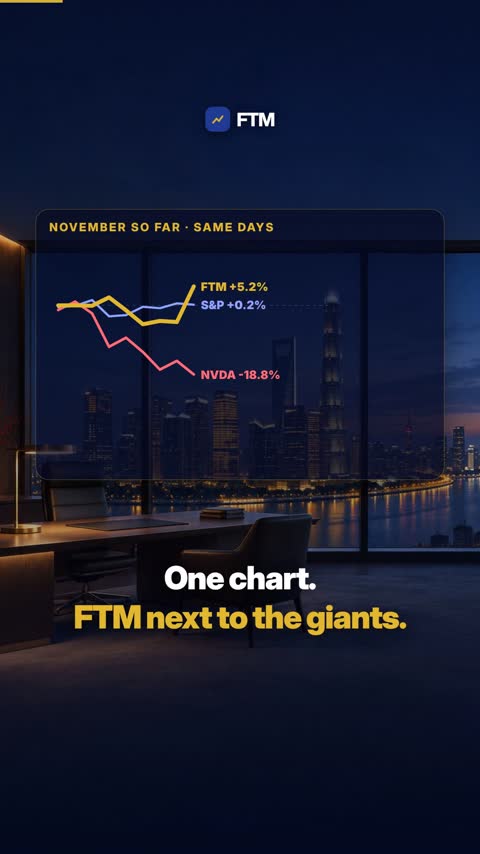 FTM
NOVEMBER SO FAR · SAME DAYS
FTM +5.2%
S&P +0.2%
NVDA -18.8%
One chart.
FTM next to the giants.